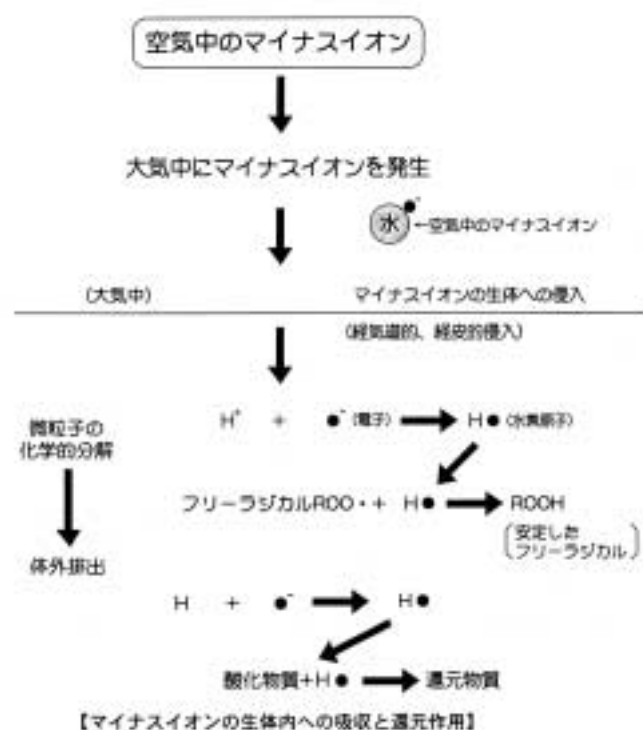 空気中のマイナスイオン
大気中にマイナスイオンを発生
水 ●- ←空気中のマイナスイオン
(大気中) マイナスイオンの生体への侵入
(経気道的、経皮的侵入)
微粒子の
化学的分解
体外排出
H+ + ●- (電子) H● (水素原子)
フリーラジカルROO・+ H● ROOH
(安定した
フリーラジカル)
H + ●- H●
酸化物質+H● 還元物質
【マイナスイオンの生体内への吸収と還元作用】